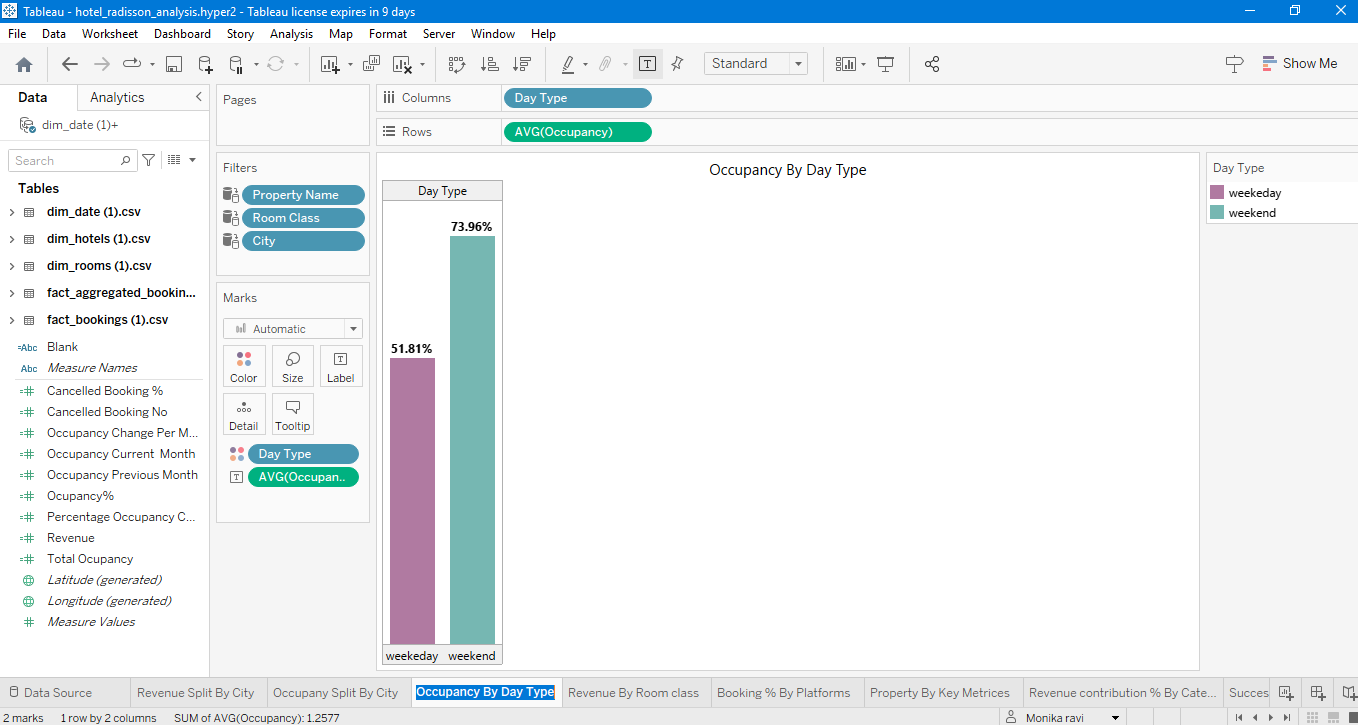 Tableau - hotel_radisson_analysis.hyper2 - Tableau license expires in 9 days
File Data Worksheet Dashboard Story Analysis Map Format Server Window Help
Standard
Show Me
Data Analytics
dim_date (1)+
Search
Tables
dim_date (1).csv
dim_hotels (1).csv
dim_rooms (1).csv
fact_aggregated_bookin...
fact_bookings (1).csv
=Abc Blank
Abc Measure Names
=# Cancelled Booking %
=# Cancelled Booking No
=# Occupancy Change Per M...
=# Occupancy Current Month
=# Occupancy Previous Month
=# Ocupancy%
=# Percentage Occupancy C...
=# Revenue
=# Total Ocupancy
Latitude (generated)
Longitude (generated)
# Measure Values
Pages
Filters
Property Name
Room Class
City
Marks
Automatic
Color Size T Label
Detail Tooltip
Day Type
T AVG(Occupan..
Columns Day Type
Rows AVG(Occupancy)
Occupancy By Day Type
Day Type
73.96%
51.81%
weekeday weekend
Day Type
weekeday
weekend
Data Source Revenue Split By City Occupany Split By City Occupancy By Day Type Revenue By Room class Booking % By Platforms Property By Key Metrices Revenue contribution % By Cate... Succes
2 marks 1 row by 2 columns SUM of AVG(Occupancy): 1.2577 Monika ravi